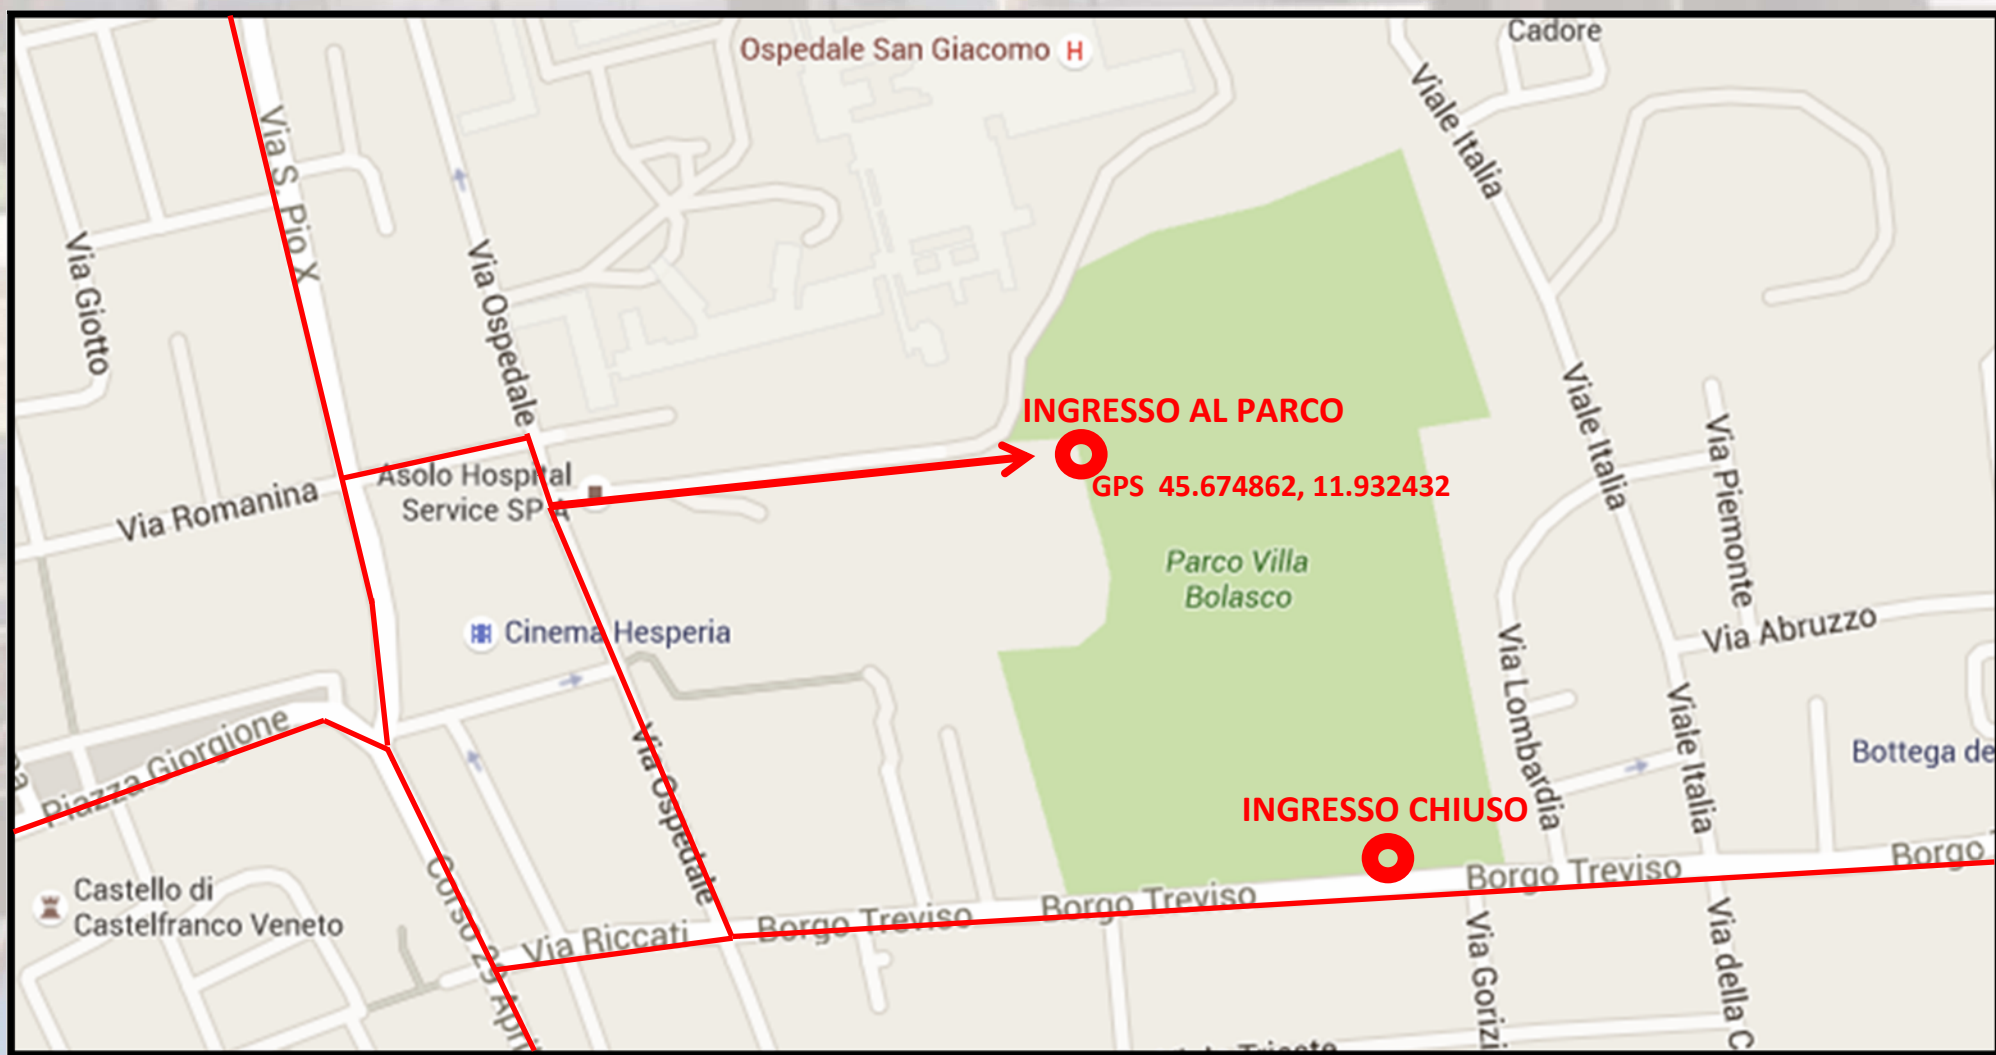 Cadore
Ospedale San Giacomo H
Viale Italia
Via S. Pio X
Via Giotto
Via Ospedale
Viale Italia
INGRESSO AL PARCO
Via Piemonte
Asolo Hospital
Service SPA
GPS 45.674862, 11.932432
Via Romanina
Parco Villa
Bolasco
Cinema Hesperia
Via Abruzzo
Via Lombardia
Viale Italia
Piazza Giorgione
Via Ospedale
Bottega de
INGRESSO CHIUSO
Corso 29 Apri
Castello di
Castelfranco Veneto
Borgo
Borgo Treviso
Borgo Treviso
Borgo Treviso
Via Riccati
Via Gorizi
Via della C